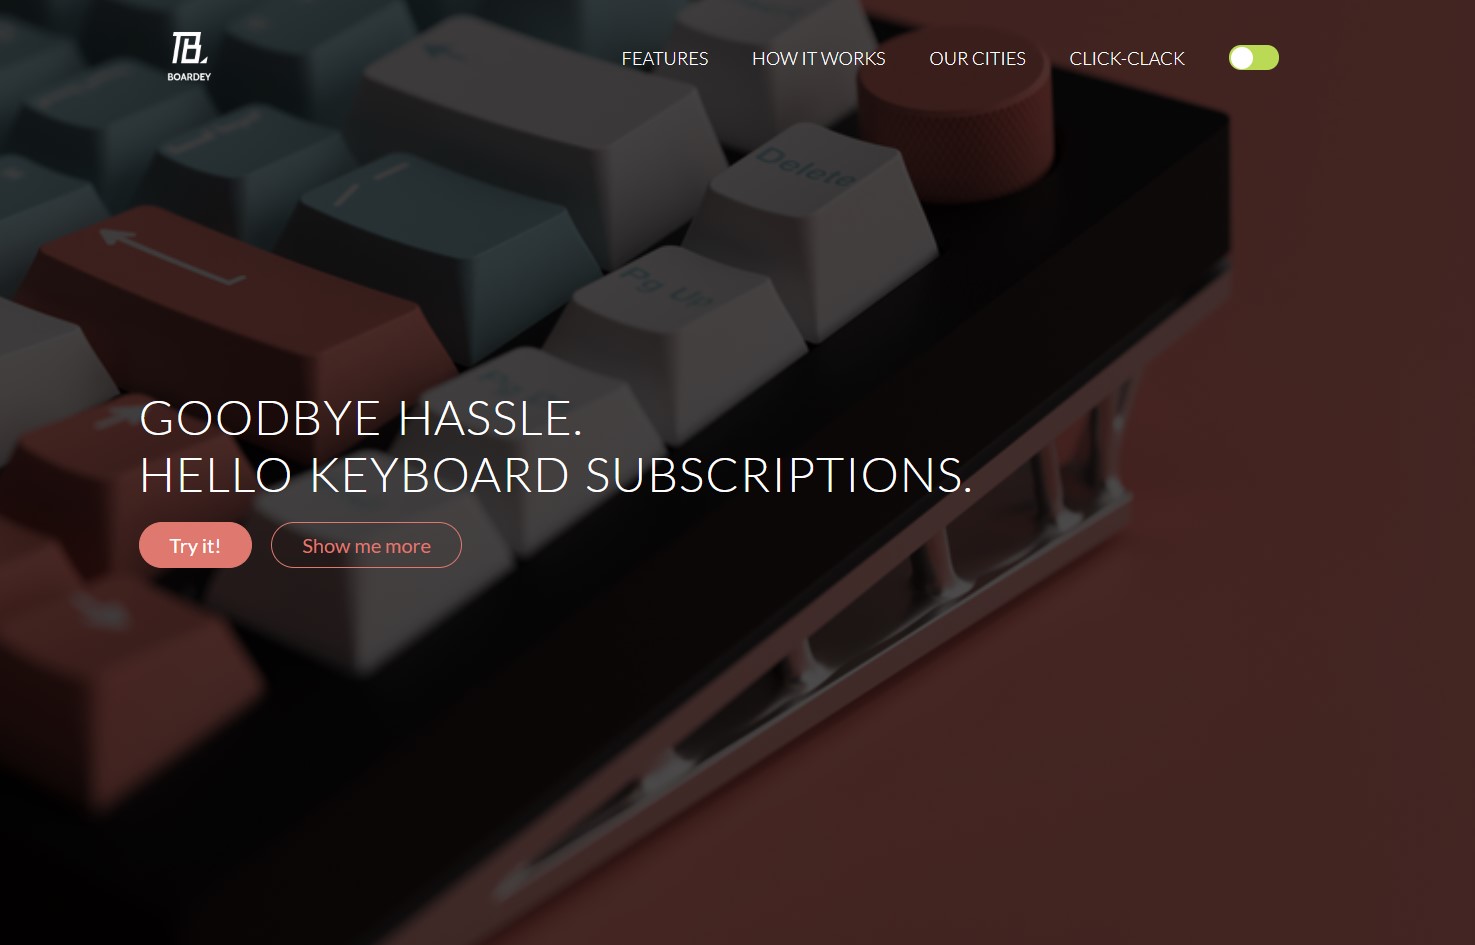 BOARDEY
FEATURES
HOW IT WORKS
OUR CITIES
CLICK-CLACK
Delete
Pg Up
GOODBYE HASSLE.
HELLO KEYBOARD SUBSCRIPTIONS.
Try it!
Show me more